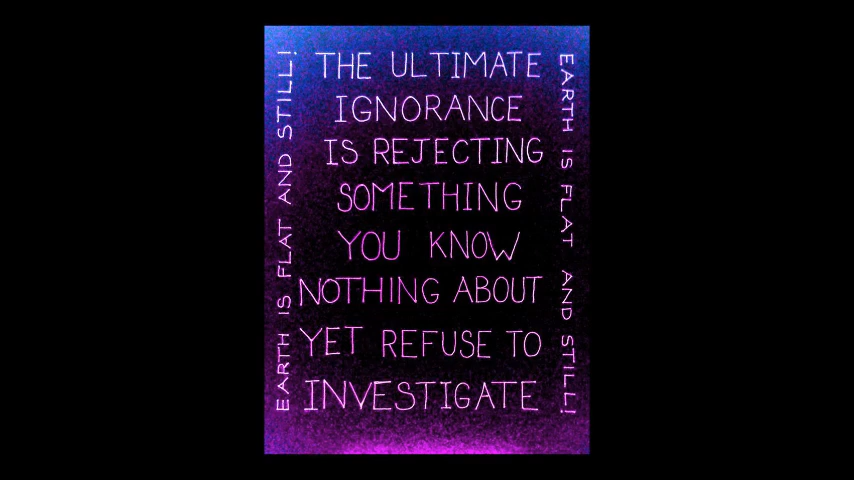 EARTH IS FLAT AND STILL!
THE ULTIMATE
IGNORANCE
IS REJECTING
SOMETHING
YOU KNOW
NOTHING ABOUT
YET REFUSE TO
INVESTIGATE
EARTH IS FLAT AND STILL!